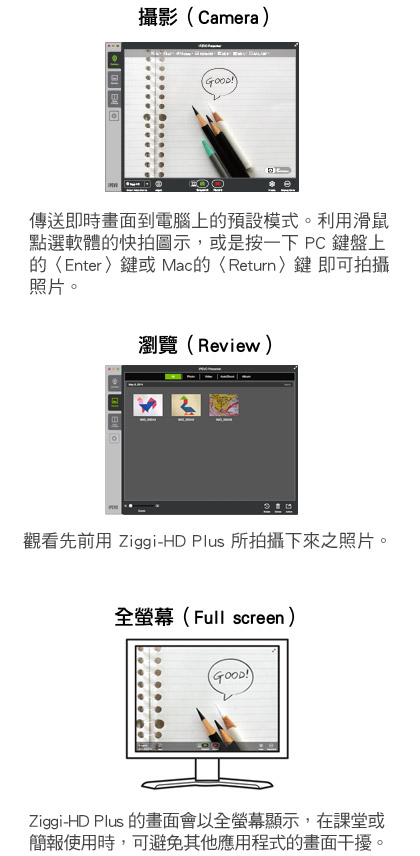 攝影（Camera）
GOOD!
傳送即時畫面到電腦上的預設模式。利用滑鼠
點選軟體的快拍圖示，或是按一下 PC 鍵盤上
的〈Enter〉鍵或 Mac的〈Return〉鍵 即可拍攝
照片。
瀏覽（Review）
All Photo Video Album
觀看先前用 Ziggi-HD Plus 所拍攝下來之照片。
全螢幕（Full screen）
GOOD!
Ziggi-HD Plus 的畫面會以全螢幕顯示，在課堂或
簡報使用時，可避免其他應用程式的畫面干擾。